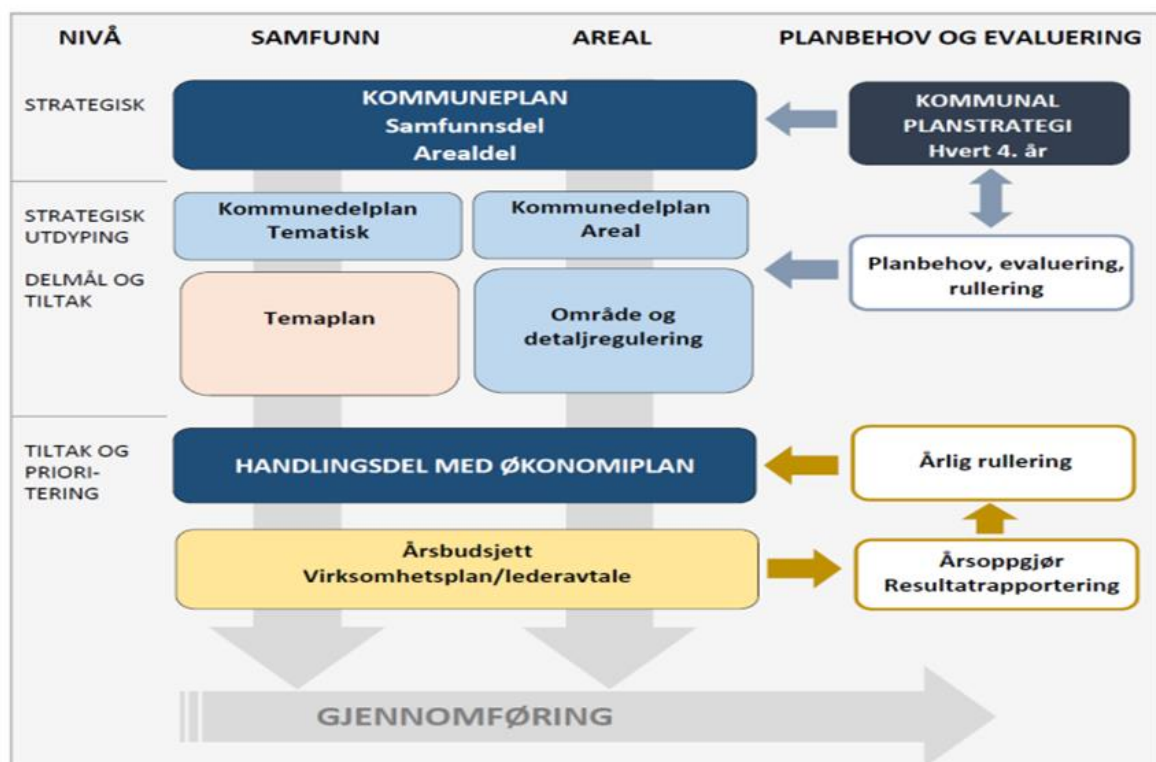 NIVÅ
SAMFUNN
AREAL
PLANBEHOV OG EVALUERING
STRATEGISK
KOMMUNEPLAN
Samfunnsdel
Arealdel
KOMMUNAL
PLANSTRATEGI
Hvert 4. år
STRATEGISK
UTDYPING
Kommunedelplan
Tematisk
Kommunedelplan
Areal
Planbehov, evaluering,
rullering
DELMÅL OG
TILTAK
Temaplan
Område og
detaljregulering
TILTAK OG
PRIORI-
TERING
HANDLINGSDEL MED ØKONOMIPLAN
Årlig rullering
Årsbudsjett
Virksomhetsplan/lederavtale
Årsoppgjør
Resultatrapportering
GJENNOMFØRING